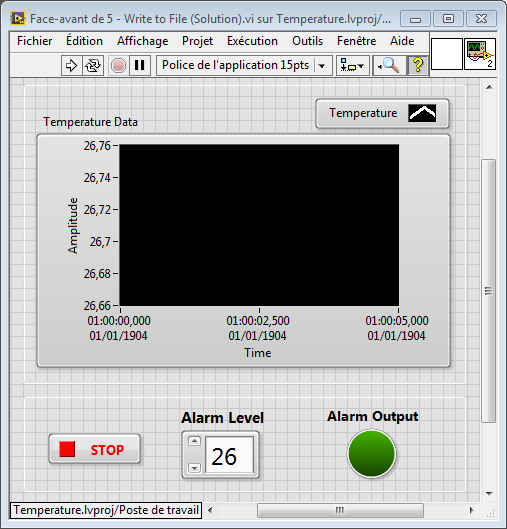 Face-avant de 5 - Write to File (Solution).vi sur Temperature.lvproj/...
Fichier Édition Affichage Projet Exécution Outils Fenêtre Aide
Police de l'application 15pts
2
Temperature
Temperature Data
26,76
26,74
26,72
26,7
26,68
26,66
Amplitude
01:00:00,000 01:00:02,500 01:00:05,000
01/01/1904 01/01/1904 01/01/1904
Time
Alarm Level Alarm Output
STOP
26
Temperature.lvproj/Poste de travail